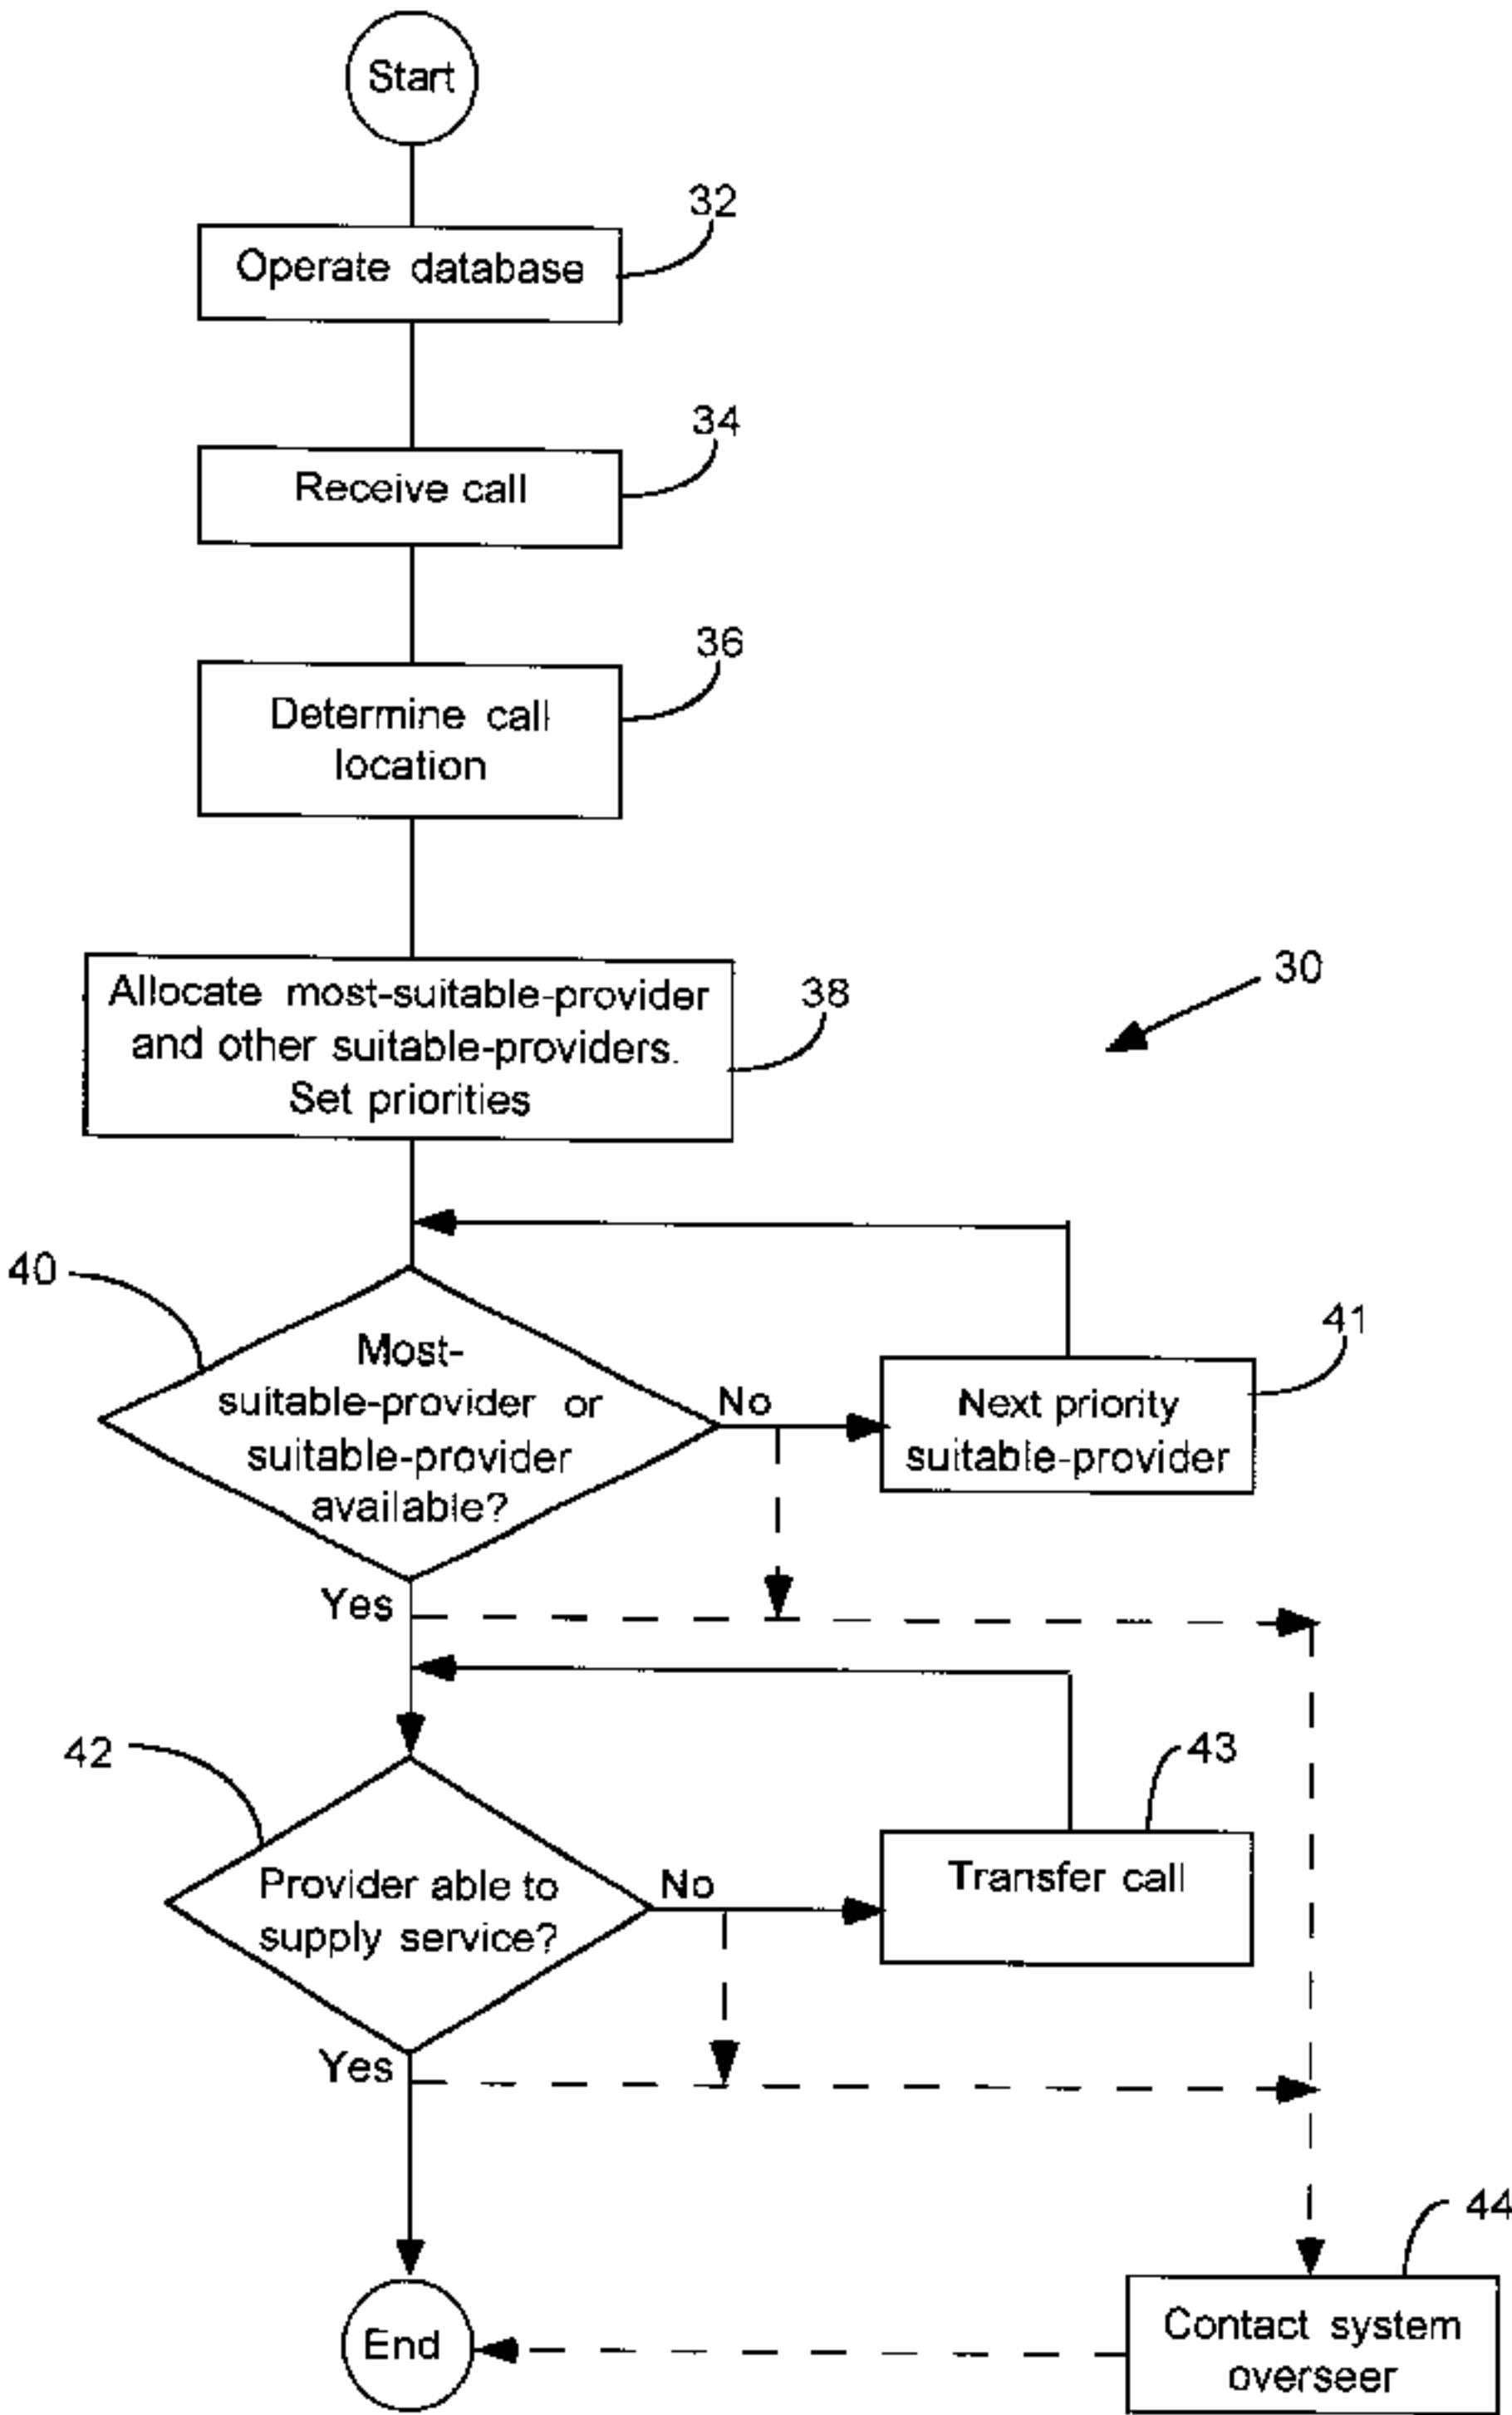 Start
32
Operate database
34
Receive call
36
Determine call
location
30
38
Allocate most-suitable-provider
and other suitable-providers.
Set priorities
40
41
Most-
suitable-provider or
suitable-provider
available?
No
Next priority
suitable-provider
Yes
42
43
Provider able to
supply service?
No
Transfer call
Yes
44
End
Contact system
overseer